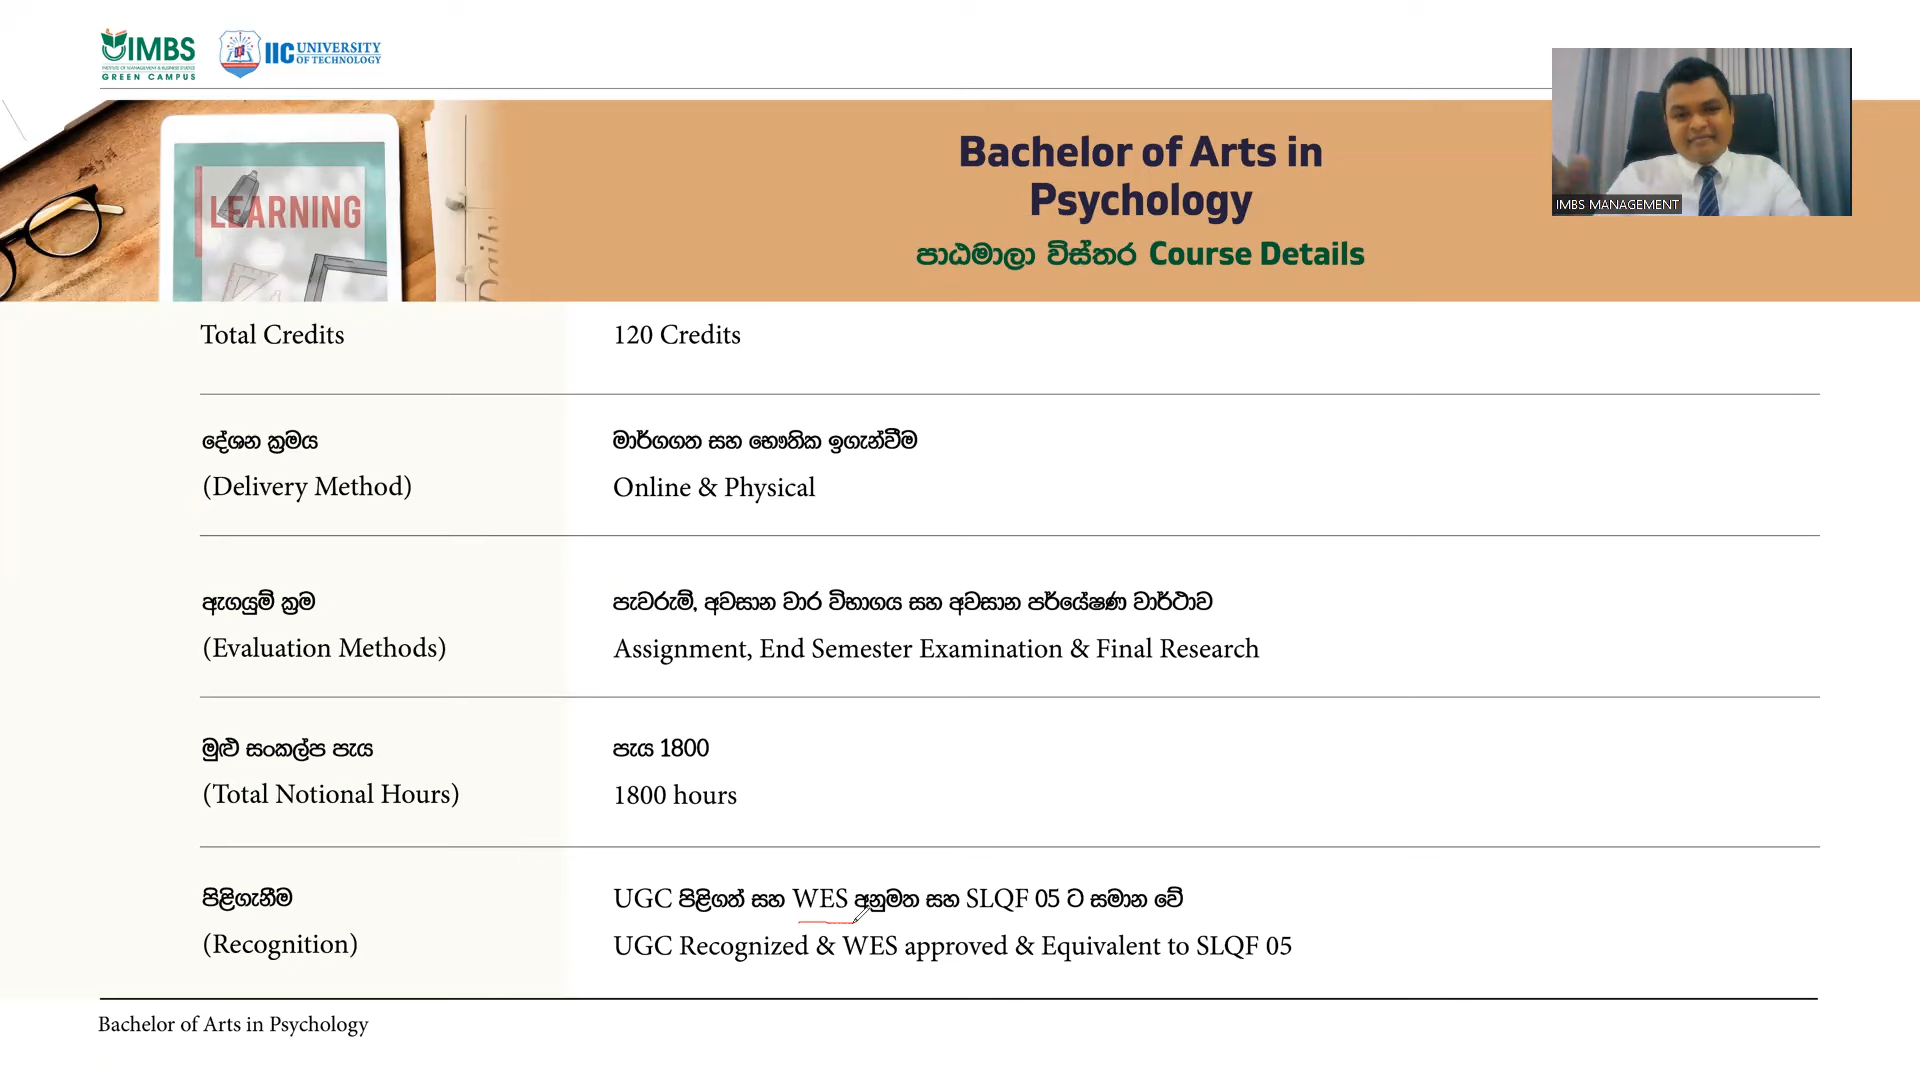 IMBS
GREEN CAMPUS
IIC UNIVERSITY
OF TECHNOLOGY
LEARNING
Daily
Bachelor of Arts in
Psychology
පාඨමාලා විස්තර Course Details
IMBS MANAGEMENT
Total Credits
120 Credits
දේශන ක්‍රමය
(Delivery Method)
මාර්ගගත සහ භෞතික ඉගැන්වීම
Online & Physical
ඇගයුම් ක්‍රම
(Evaluation Methods)
පැවරුම්, අවසාන වාර විභාගය සහ අවසාන පර්යේෂණ වාර්ථාව
Assignment, End Semester Examination & Final Research
මුළු සංකල්ප පැය
(Total Notional Hours)
පැය 1800
1800 hours
පිළිගැනීම
(Recognition)
UGC පිළිගත් සහ WES අනුමත සහ SLQF 05 ට සමාන වේ
UGC Recognized & WES approved & Equivalent to SLQF 05
Bachelor of Arts in Psychology